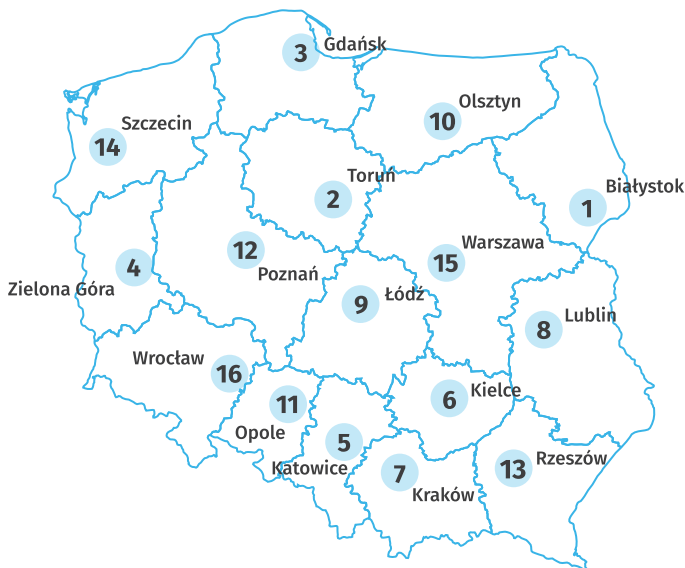 3
Gdańsk
Olsztyn
10
Szczecin
14
Toruń
2
Białystok
1
12
Poznań
Warszawa
15
4
Zielona Góra
9
Łódź
Lublin
8
Wrocław
16
Kielce
6
11
Opole
5
Katowice
7
Kraków
Rzeszów
13